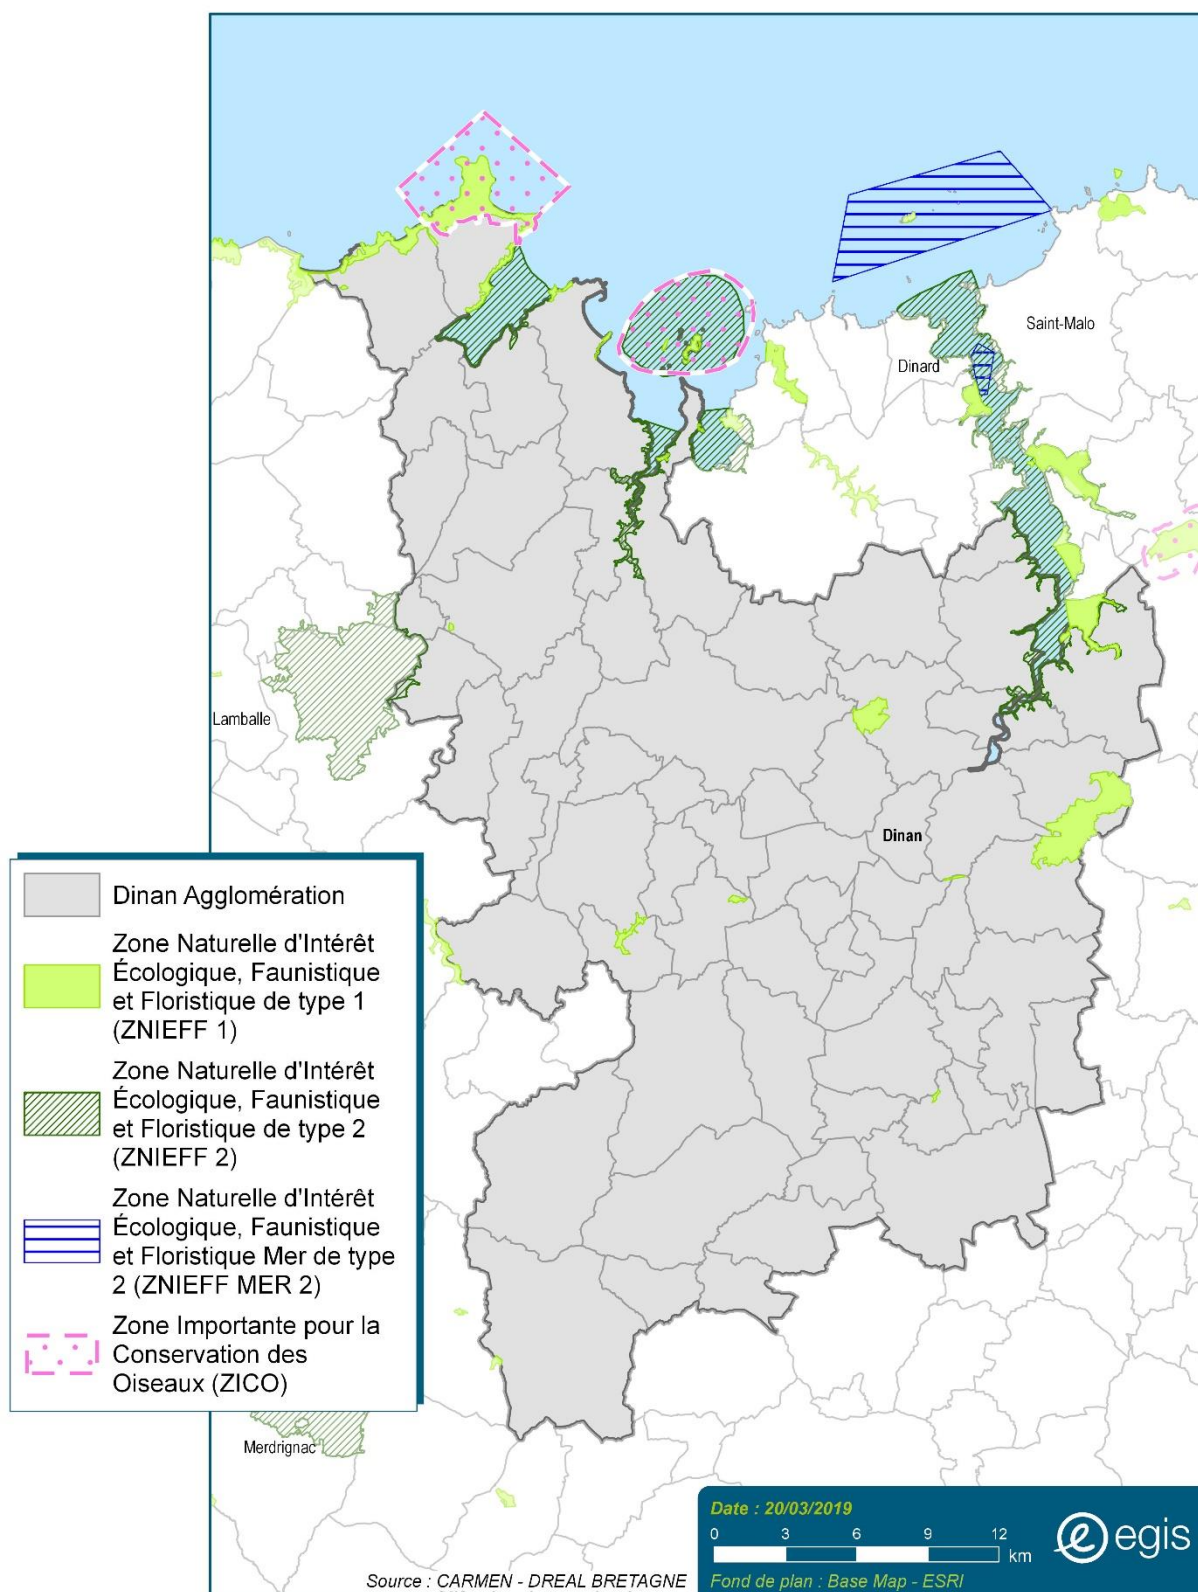 Saint-Malo
Dinard
Lamballe
Dinan
Dinan Agglomération
Zone Naturelle d'Intérêt
Écologique, Faunistique
et Floristique de type 1
(ZNIEFF 1)
Zone Naturelle d'Intérêt
Écologique, Faunistique
et Floristique de type 2
(ZNIEFF 2)
Zone Naturelle d'Intérêt
Écologique, Faunistique
et Floristique Mer de type
2 (ZNIEFF MER 2)
Zone Importante pour la
Conservation des
Oiseaux (ZICO)
Merdrignac
Date : 20/03/2019
0 3 6 9 12
km
egis
Source : CARMEN - DREAL BRETAGNE
Fond de plan : Base Map - ESRI